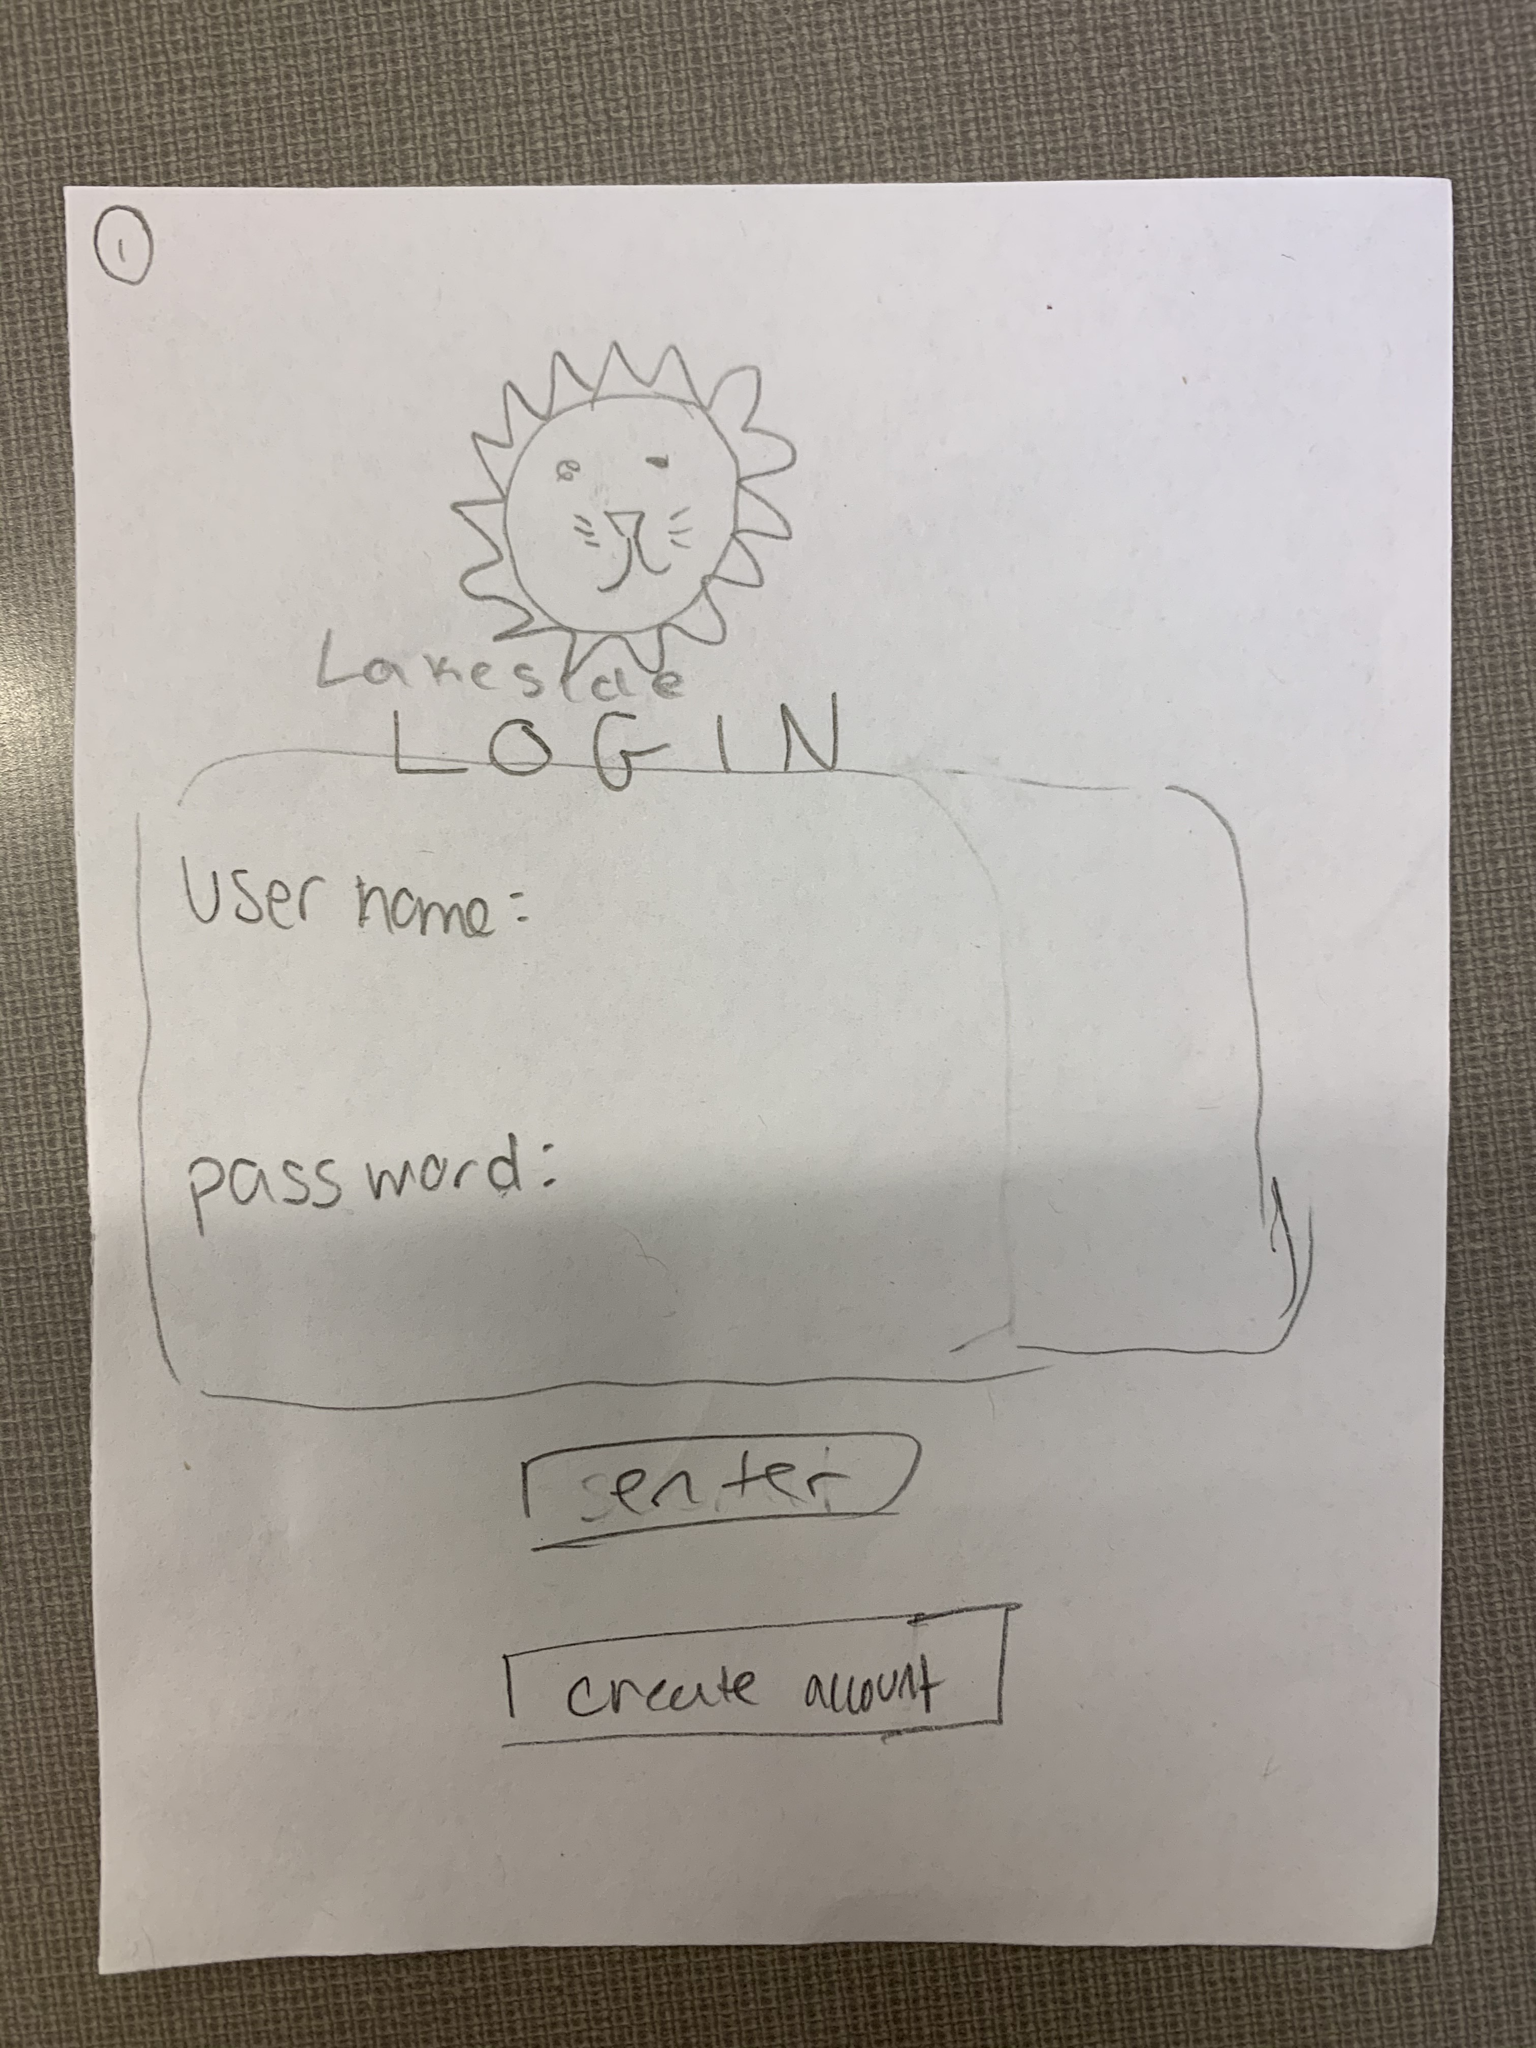 1
Lakeside
LOGIN
User name:
password:
enter
create account